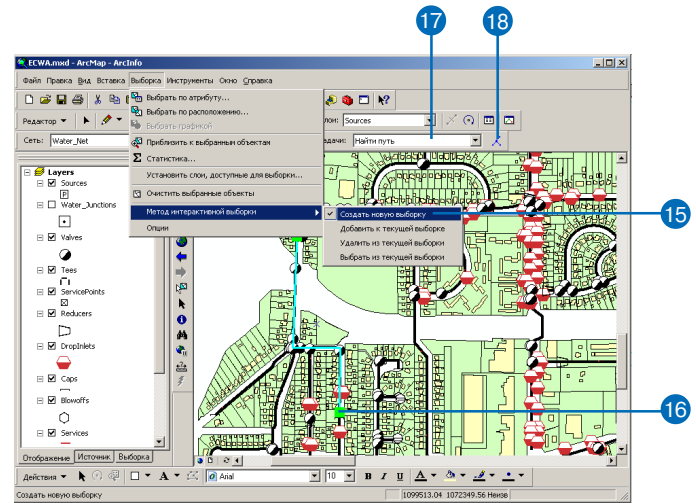 17 18
ECWA.mxd - ArcMap - ArcInfo
Файл Правка Вид Вставка Выборка Инструменты Окно Справка
Редактор
Sources
Сеть: Water_Net
Найти путь
Выбрать по атрибуту...
Выбрать по расположению...
Выбрать графикой
Приблизить к выбранным объектам
Статистика...
Установить слои, доступные для выборки...
Очистить выбранные объекты
Метод интерактивной выборки
Опции
Создать новую выборку
Добавить к текущей выборке
Удалить из текущей выборки
Выбрать из текущей выборки
15
16
Layers
Sources
Water_Junctions
Valves
Tees
ServicePoints
Reducers
DropInlets
Caps
Blowoffs
Services
Отображение Источник Выборка
Действия Arial 10 B I U A
Создать новую выборку 1099513.04 1072349.56 Неизв